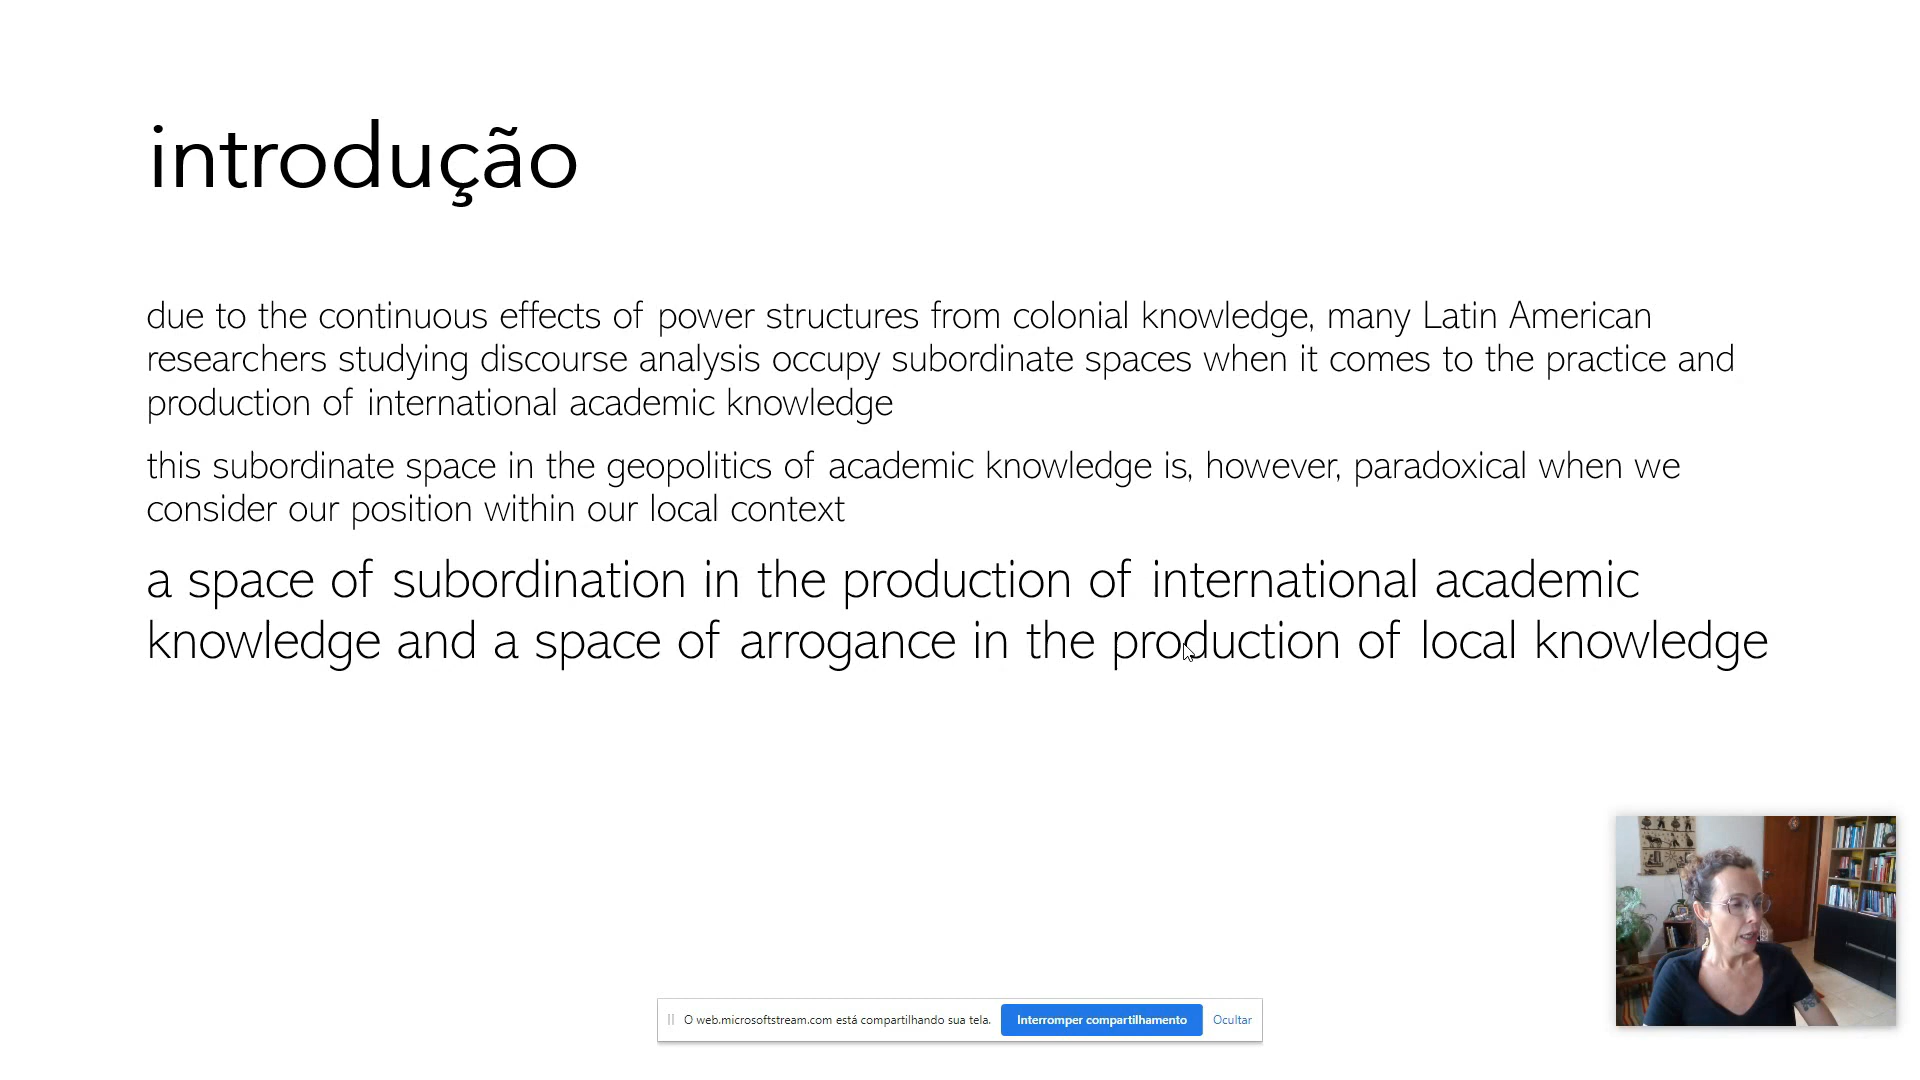 introdução
due to the continuous effects of power structures from colonial knowledge, many Latin American
researchers studying discourse analysis occupy subordinate spaces when it comes to the practice and
production of international academic knowledge
this subordinate space in the geopolitics of academic knowledge is, however, paradoxical when we
consider our position within our local context
a space of subordination in the production of international academic
knowledge and a space of arrogance in the production of local knowledge
O web.microsoftstream.com está compartilhando sua tela. Interromper compartilhamento Ocultar